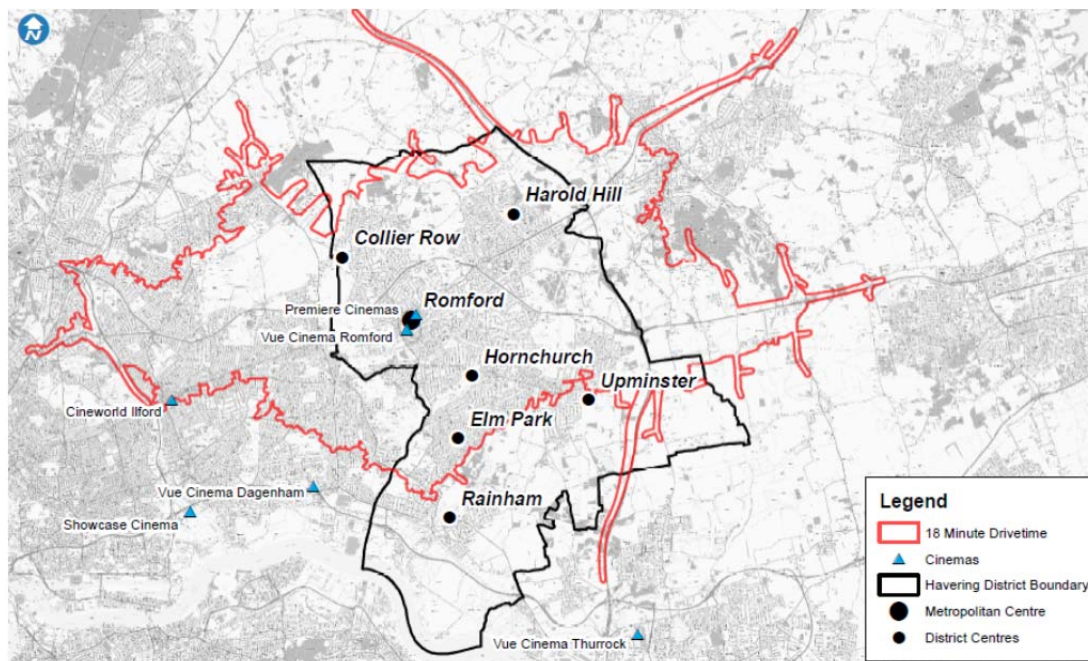 N
Harold Hill
Collier Row
Premiere Cinemas
Romford
Vue Cinema Romford
Hornchurch
Upminster
Cineworld Ilford
Elm Park
Vue Cinema Dagenham
Rainham
Showcase Cinema
Vue Cinema Thurrock
Legend
18 Minute Drivetime
Cinemas
Havering District Boundary
Metropolitan Centre
District Centres